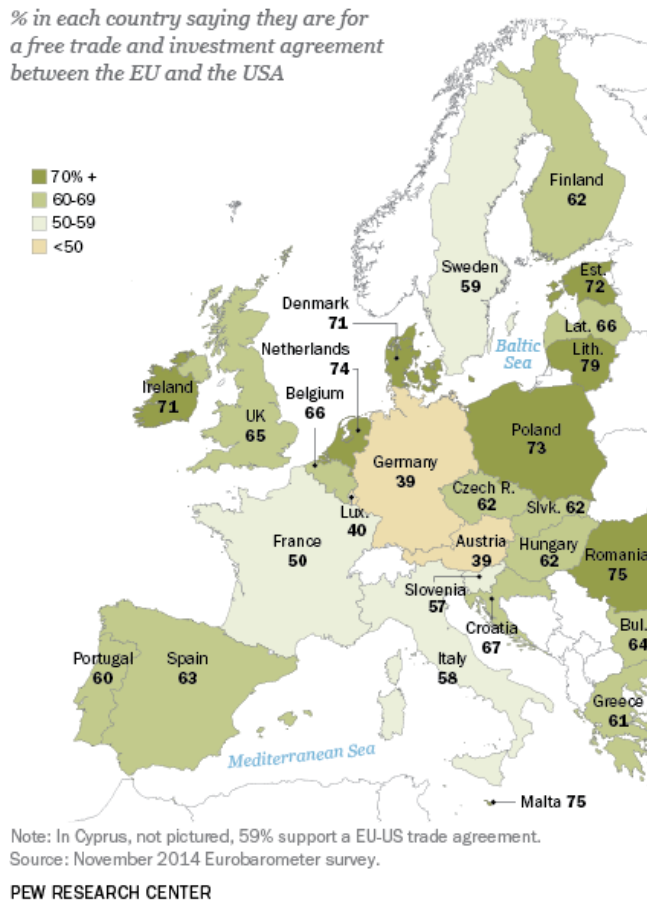 % in each country saying they are for
a free trade and investment agreement
between the EU and the USA
70% +
60-69
50-59
<50
Finland
62
Sweden
59
Est.
72
Denmark
71
Lat. 66
Baltic
Sea
Netherlands
74
Lith.
79
Ireland
71
Belgium
66
UK
65
Poland
73
Germany
39
Czech R.
62
Slvk. 62
Lux.
40
France
50
Austria
39
Hungary
62
Romania
75
Slovenia
57
Croatia
67
Bul.
64
Portugal
60
Spain
63
Italy
58
Greece
61
Mediterranean Sea
Malta 75
Note: In Cyprus, not pictured, 59% support a EU-US trade agreement.
Source: November 2014 Eurobarometer survey.
PEW RESEARCH CENTER